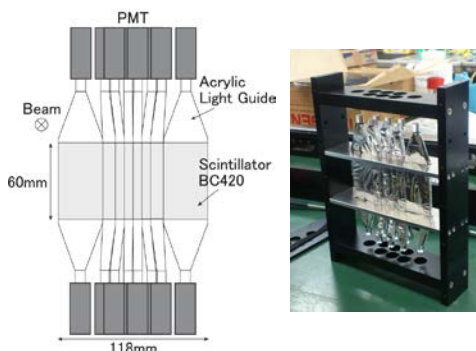 PMT
Acrylic
Light Guide
Beam
Scintillator
BC420
60mm
118mm